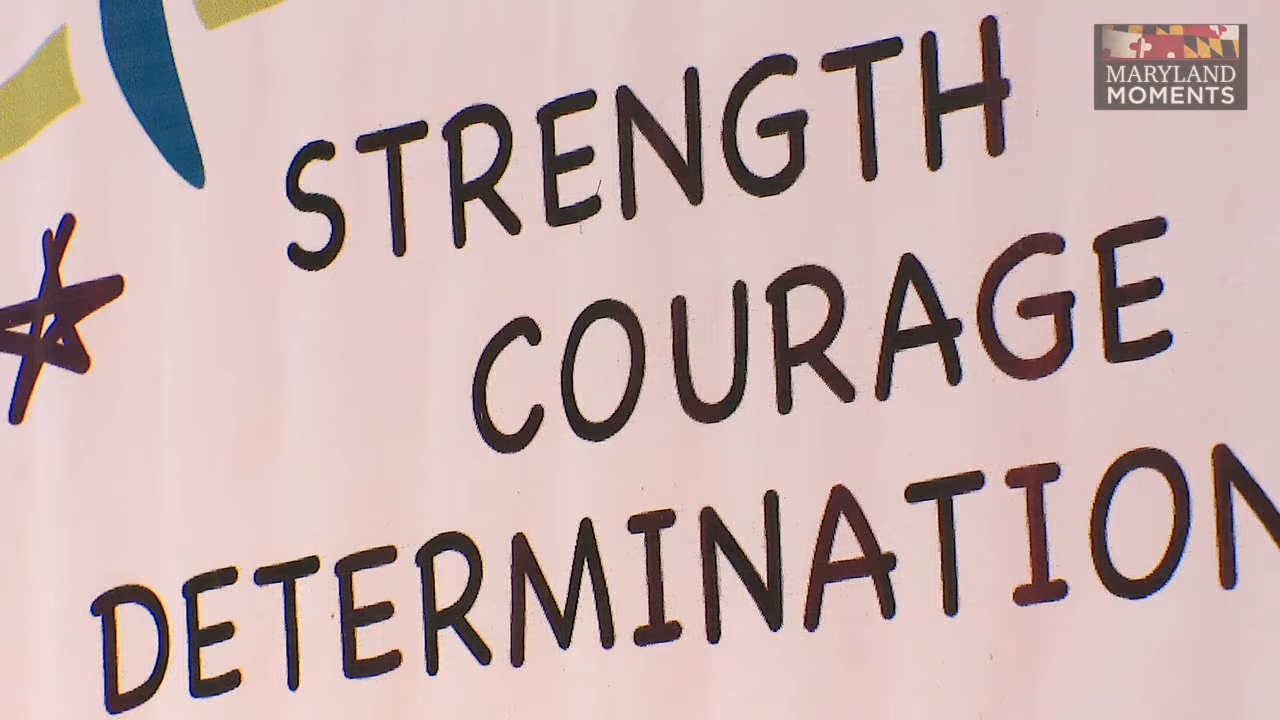 MARYLAND
MOMENTS
STRENGTH
COURAGE
DETERMINATION